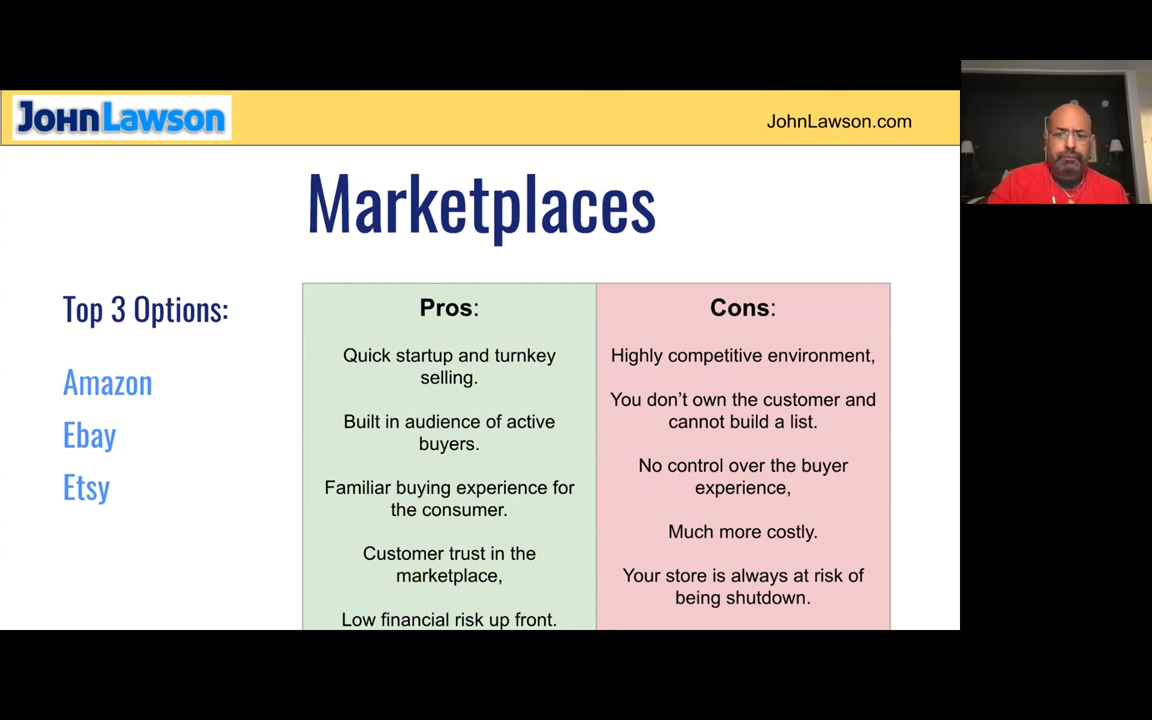 JohnLawson
JohnLawson.com
Marketplaces
Top 3 Options:
Amazon
Ebay
Etsy
Pros:
Quick startup and turnkey
selling.
Built in audience of active
buyers.
Familiar buying experience for
the consumer.
Customer trust in the
marketplace,
Low financial risk up front.
Cons:
Highly competitive environment,
You don’t own the customer and
cannot build a list.
No control over the buyer
experience,
Much more costly.
Your store is always at risk of
being shutdown.